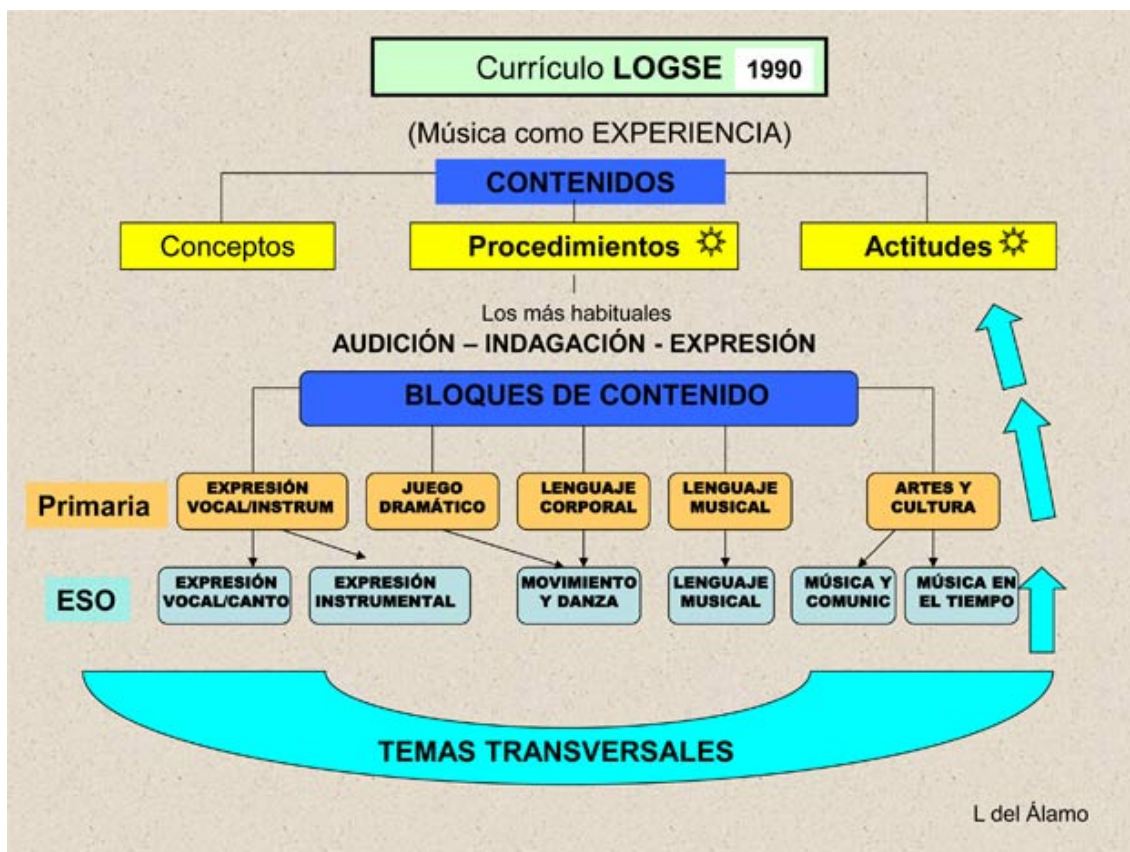 Currículo LOGSE 1990
(Música como EXPERIENCIA)
CONTENIDOS
Conceptos
Procedimientos
Actitudes
Los más habituales
AUDICIÓN – INDAGACIÓN - EXPRESIÓN
BLOQUES DE CONTENIDO
Primaria
EXPRESIÓN
VOCAL/INSTRUM
JUEGO
DRAMÁTICO
LENGUAJE
CORPORAL
LENGUAJE
MUSICAL
ARTES Y
CULTURA
ESO
EXPRESIÓN
VOCAL/CANTO
EXPRESIÓN
INSTRUMENTAL
MOVIMIENTO
Y DANZA
LENGUAJE
MUSICAL
MÚSICA Y
COMUNIC
MÚSICA EN
EL TIEMPO
TEMAS TRANSVERSALES
L del Álamo